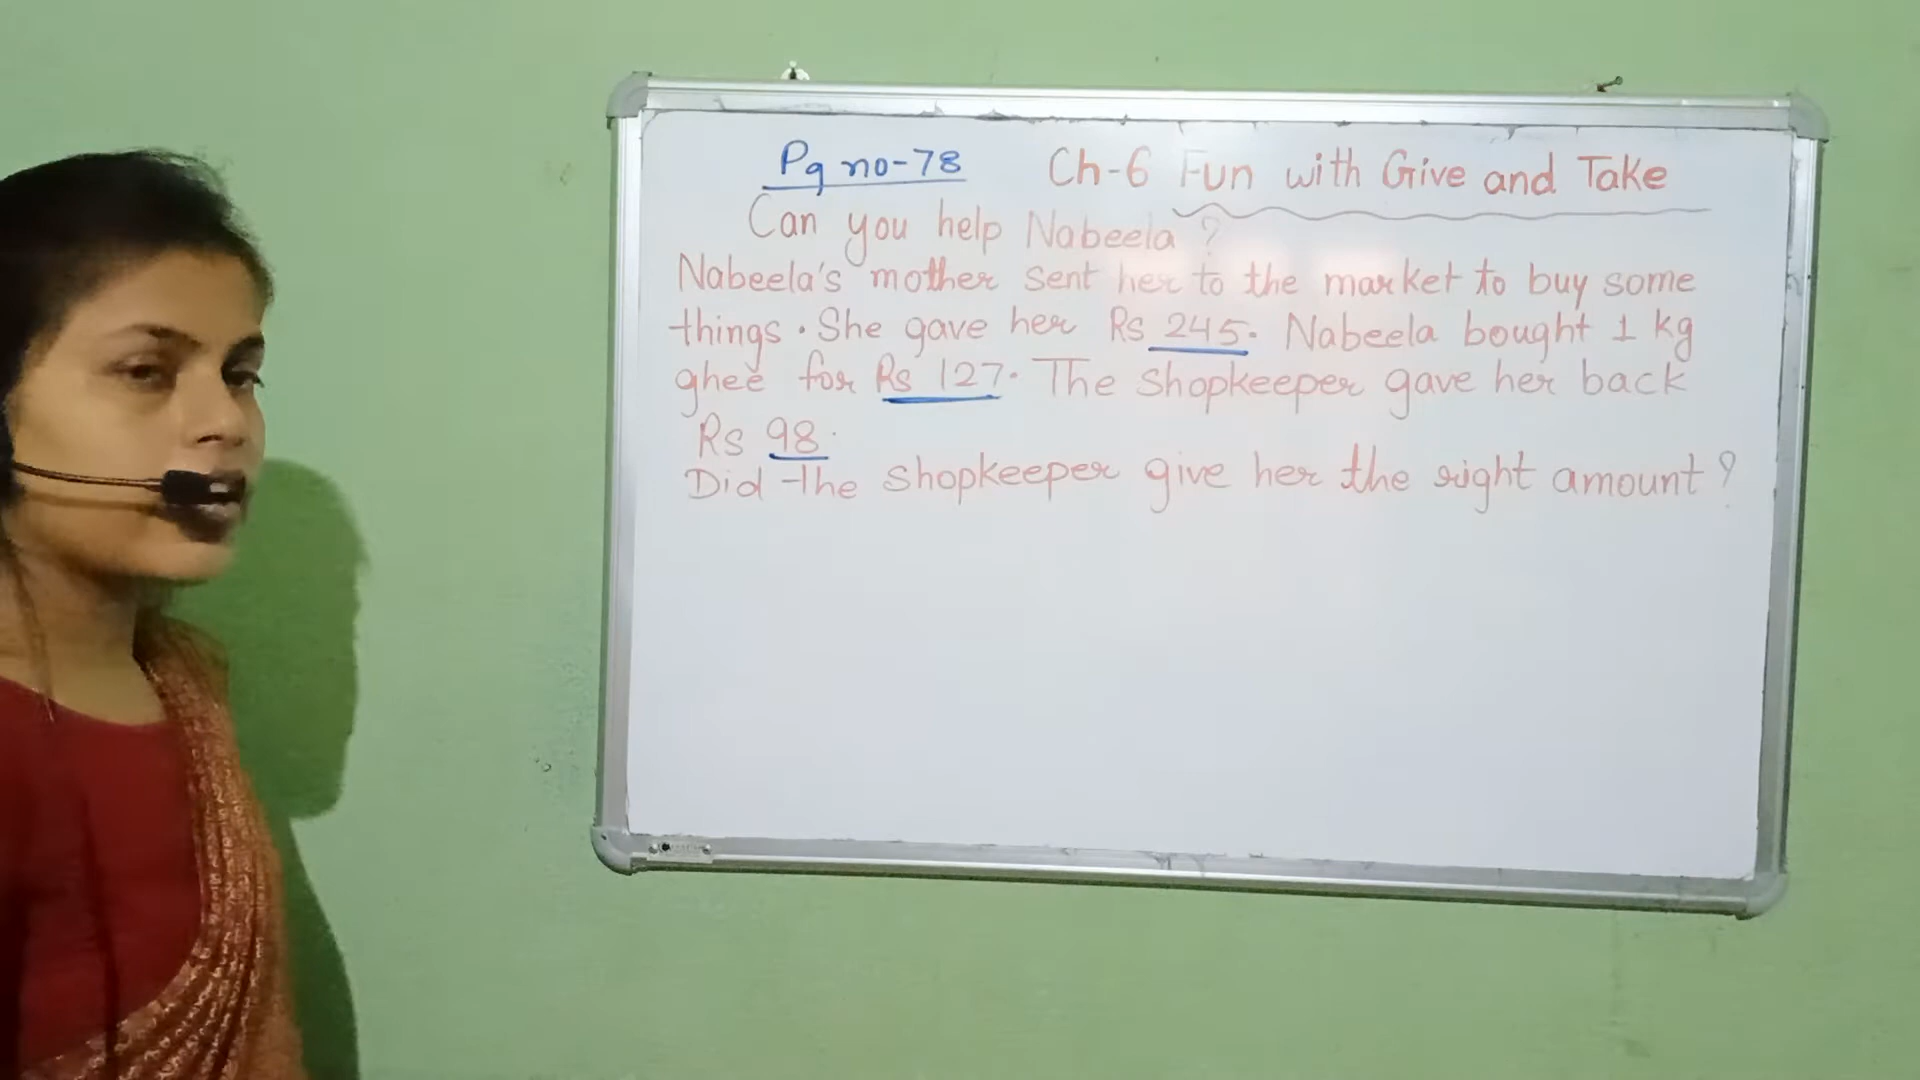 Pg no-78 Ch-6 Fun with Give and Take
Can you help Nabeela ?
Nabeela's mother sent her to the market to buy some
things. She gave her Rs 245. Nabeela bought 1 kg
ghee for Rs 127. The shopkeeper gave her back
Rs 98.
Did the shopkeeper give her the right amount ?